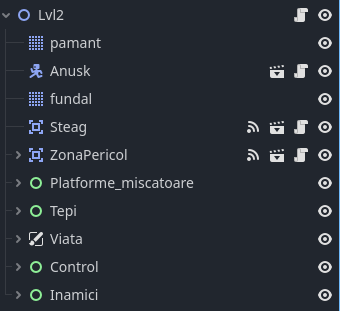 Lvl2
pamant
Anusk
fundal
Steag
ZonaPericol
Platforme_miscatoare
Tepi
Viata
Control
Inamici